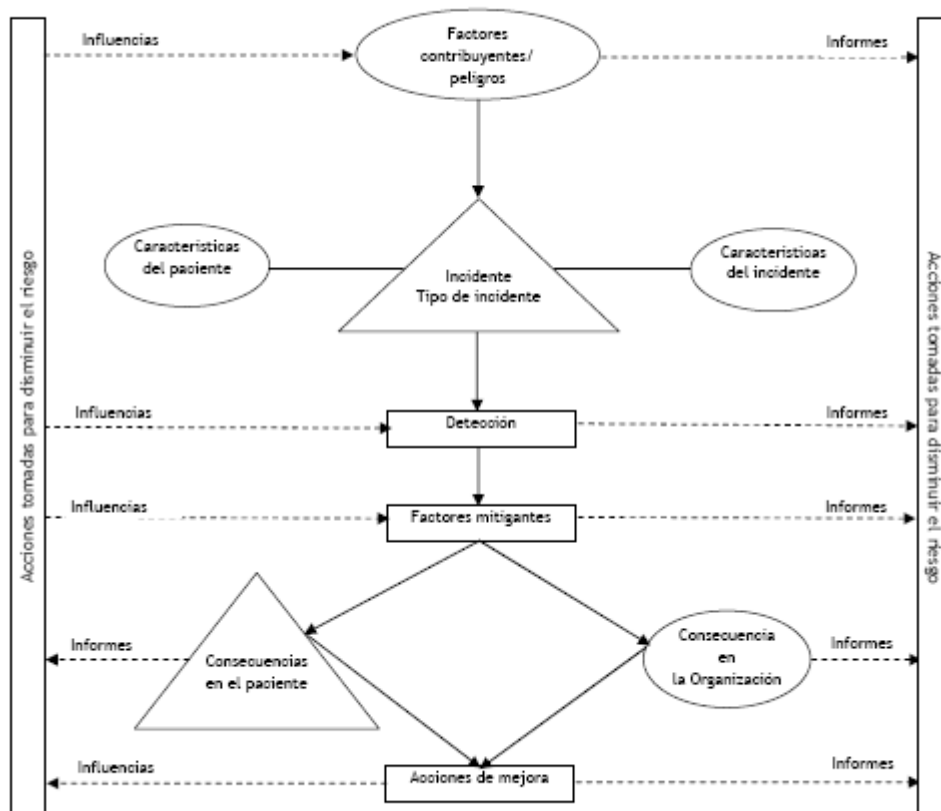 Factores
contribuyentes/
peligros
Influencias
Informes
Características
del paciente
Incidente
Tipo de incidente
Características
del incidente
Influencias
Detección
Informes
Influencias
Factores mitigantes
Informes
Informes
Consecuencias
en el paciente
Consecuencia
en
la Organización
Informes
Influencias
Acciones de mejora
Informes
Acciones tomadas para disminuir el riesgo
Acciones tomadas para disminuir el riesgo